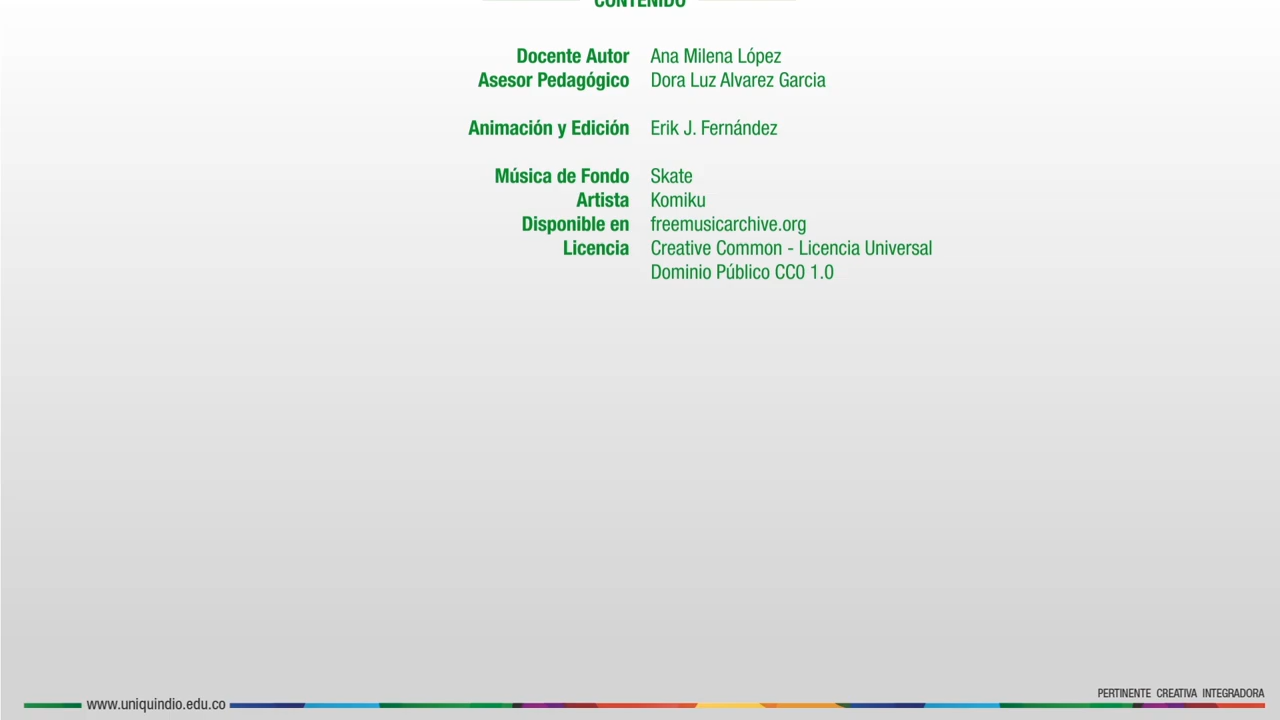 CONTENIDO
Docente Autor Ana Milena López
Asesor Pedagógico Dora Luz Alvarez Garcia
Animación y Edición Erik J. Fernández
Música de Fondo Skate
Artista Komiku
Disponible en freemusicarchive.org
Licencia Creative Common - Licencia Universal
Dominio Público CC0 1.0
PERTINENTE CREATIVA INTEGRADORA
www.uniquindio.edu.co